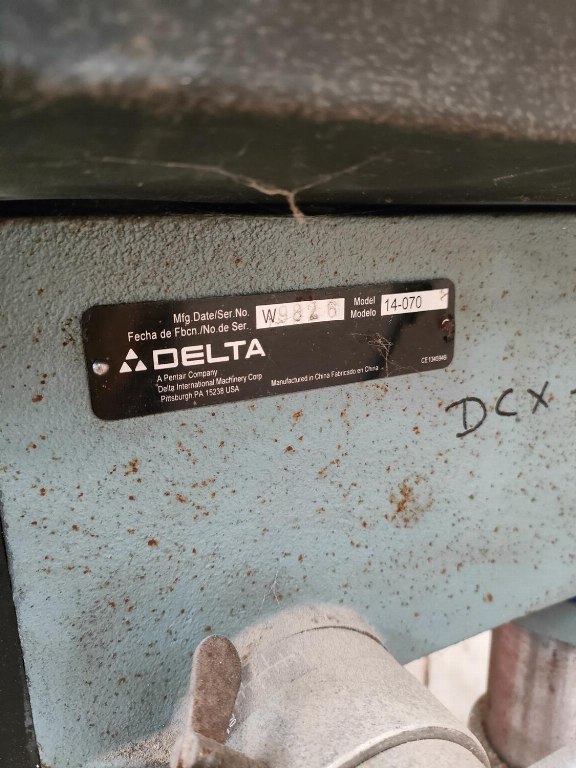 Mfg.Date/Ser.No. W9826 Model 14-070
Fecha de Fbcn./No.de Ser. Modelo
DELTA
A Pentair Company
Delta International Machinery Corp Manufactured in China Fabricado en China
Pittsburgh PA 15238 USA
DCX